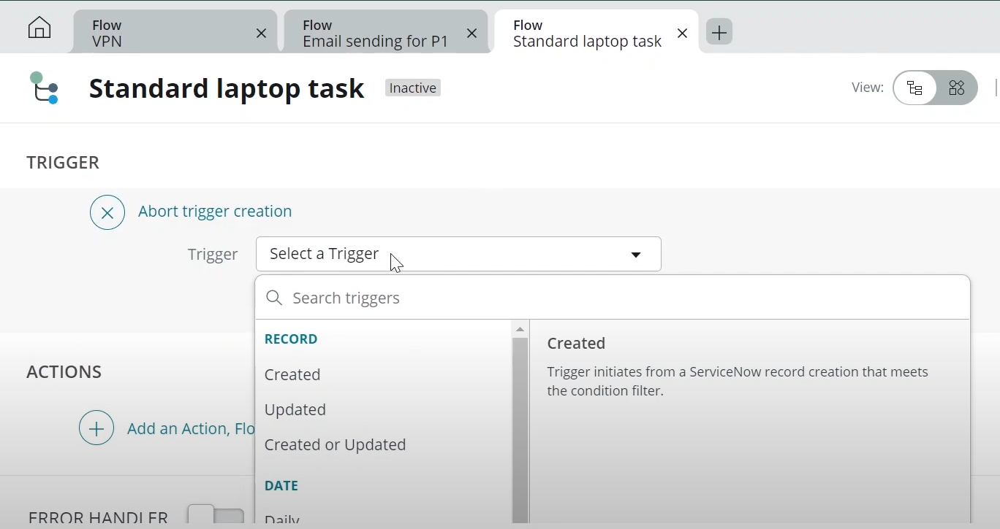 Flow
VPN
Flow
Email sending for P1
Flow
Standard laptop task
Standard laptop task
Inactive
View:
TRIGGER
Abort trigger creation
Trigger
Select a Trigger
Search triggers
RECORD
Created
Updated
Created or Updated
DATE
Daily
Created
Trigger initiates from a ServiceNow record creation that meets
the condition filter.
ACTIONS
Add an Action, Flo
ERROR HANDLER